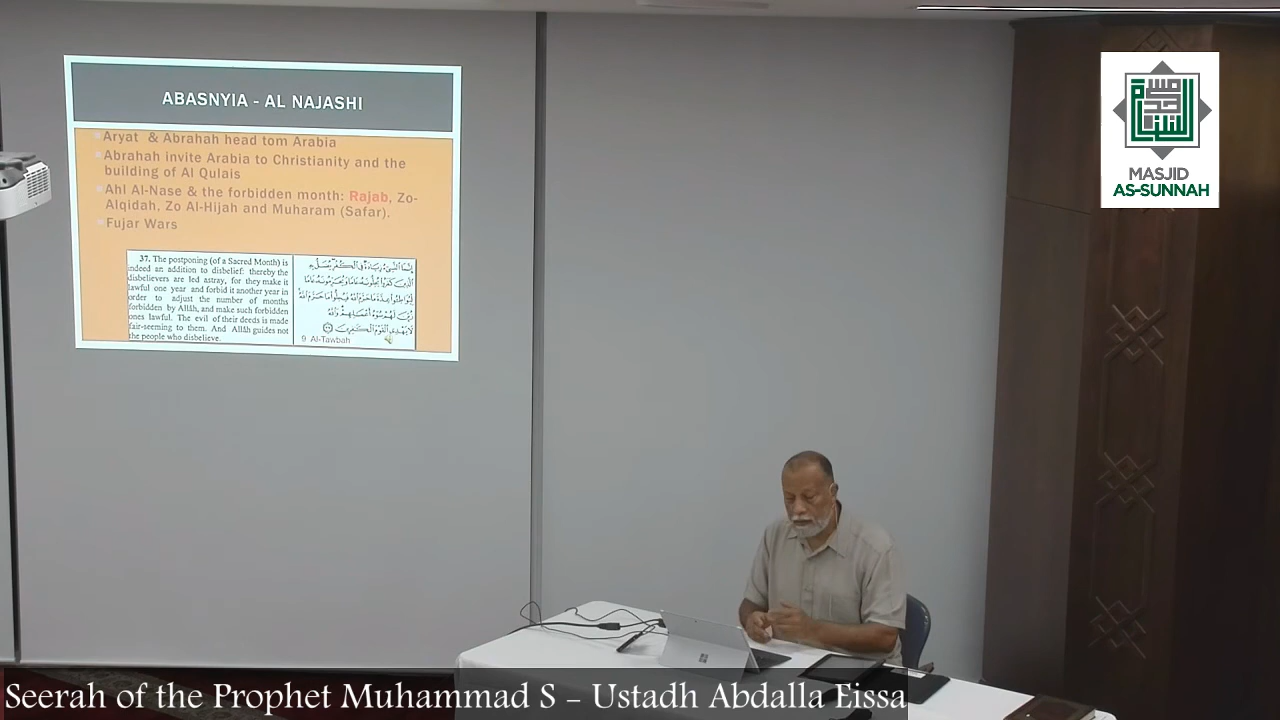 ABASNYIA - AL NAJASHI
Aryat & Abrahah head tom Arabia
Abrahah invite Arabia to Christianity and the
building of Al Qulais
Ahl Al-Nase & the forbidden month: Rajab, Zo-
Alqidah, Zo Al-Hijah and Muharam (Safar).
Fujar Wars
37. The postponing (of a Sacred Month) is
indeed an addition to disbelief: thereby the
disbelievers are led astray, for they make it
lawful one year and forbid it another year in
order to adjust the number of months
forbidden by Allâh, and make such forbidden
ones lawful. The evil of their deeds is made
fair-seeming to them. And Allâh guides not
the people who disbelieve.
9 Al-Tawbah
MASJID
AS-SUNNAH
Seerah of the Prophet Muhammad S – Ustadh Abdalla Eissa